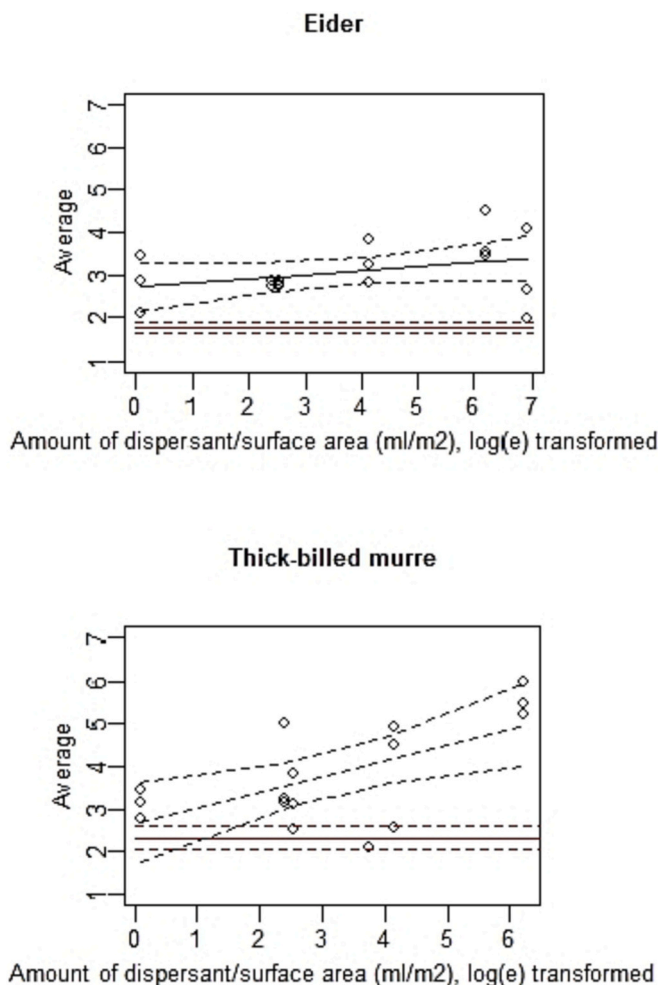 Eider
7
6
5
4
3
2
1
Average
0 1 2 3 4 5 6 7
Amount of dispersant/surface area (ml/m2), log(e) transformed
Thick-billed murre
7
6
5
4
3
2
1
Average
0 1 2 3 4 5 6
Amount of dispersant/surface area (ml/m2), log(e) transformed